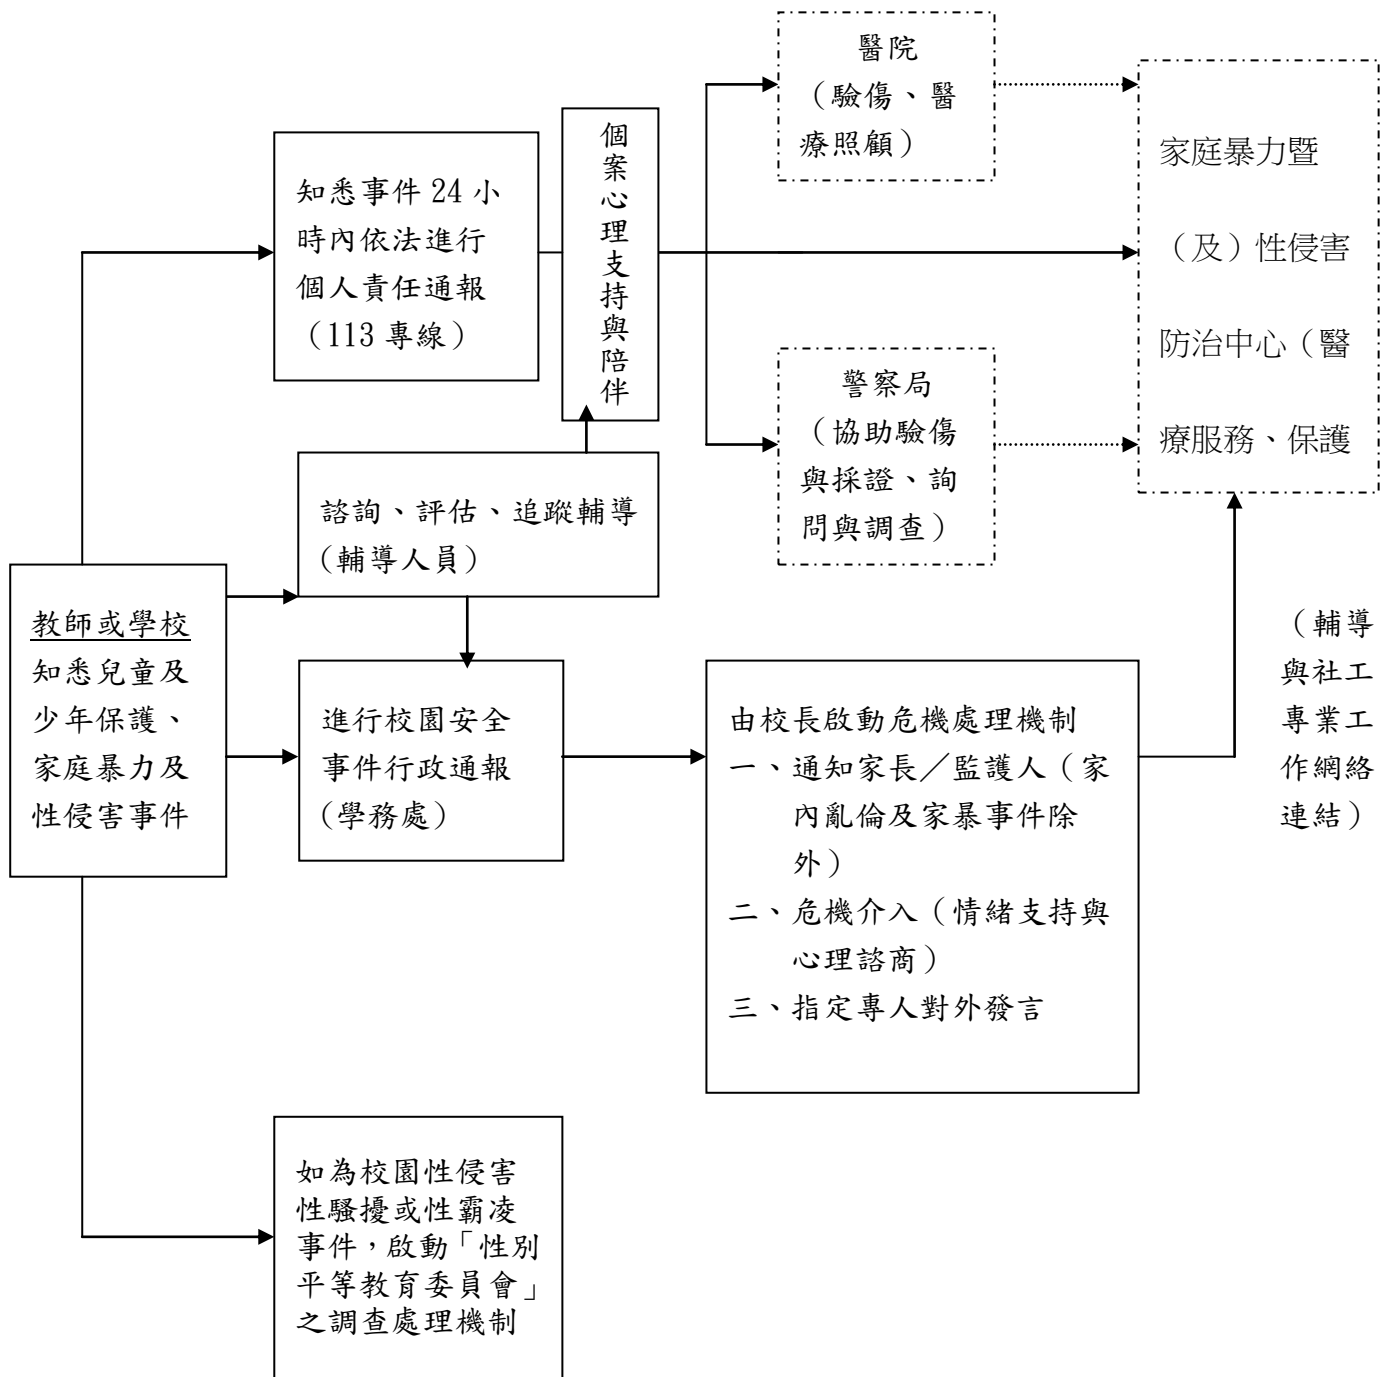 醫院
（驗傷、醫
療照顧）
家庭暴力暨
（及）性侵害
防治中心（醫
療服務、保護
個案心理支持與陪伴
知悉事件 24 小
時內依法進行
個人責任通報
（113 專線）
警察局
（協助驗傷
與採證、詢
問與調查）
諮詢、評估、追蹤輔導
(輔導人員)
教師或學校
知悉兒童及
少年保護、
家庭暴力及
性侵害事件
進行校園安全
事件行政通報
(學務處)
由校長啟動危機處理機制
一、通知家長／監護人（家
內亂倫及家暴事件除
外）
二、危機介入（情緒支持與
心理諮商）
三、指定專人對外發言
（輔導
與社工
專業工
作網絡
連結）
如為校園性侵害
性騷擾或性霸凌
事件，啟動「性別
平等教育委員會」
之調查處理機制